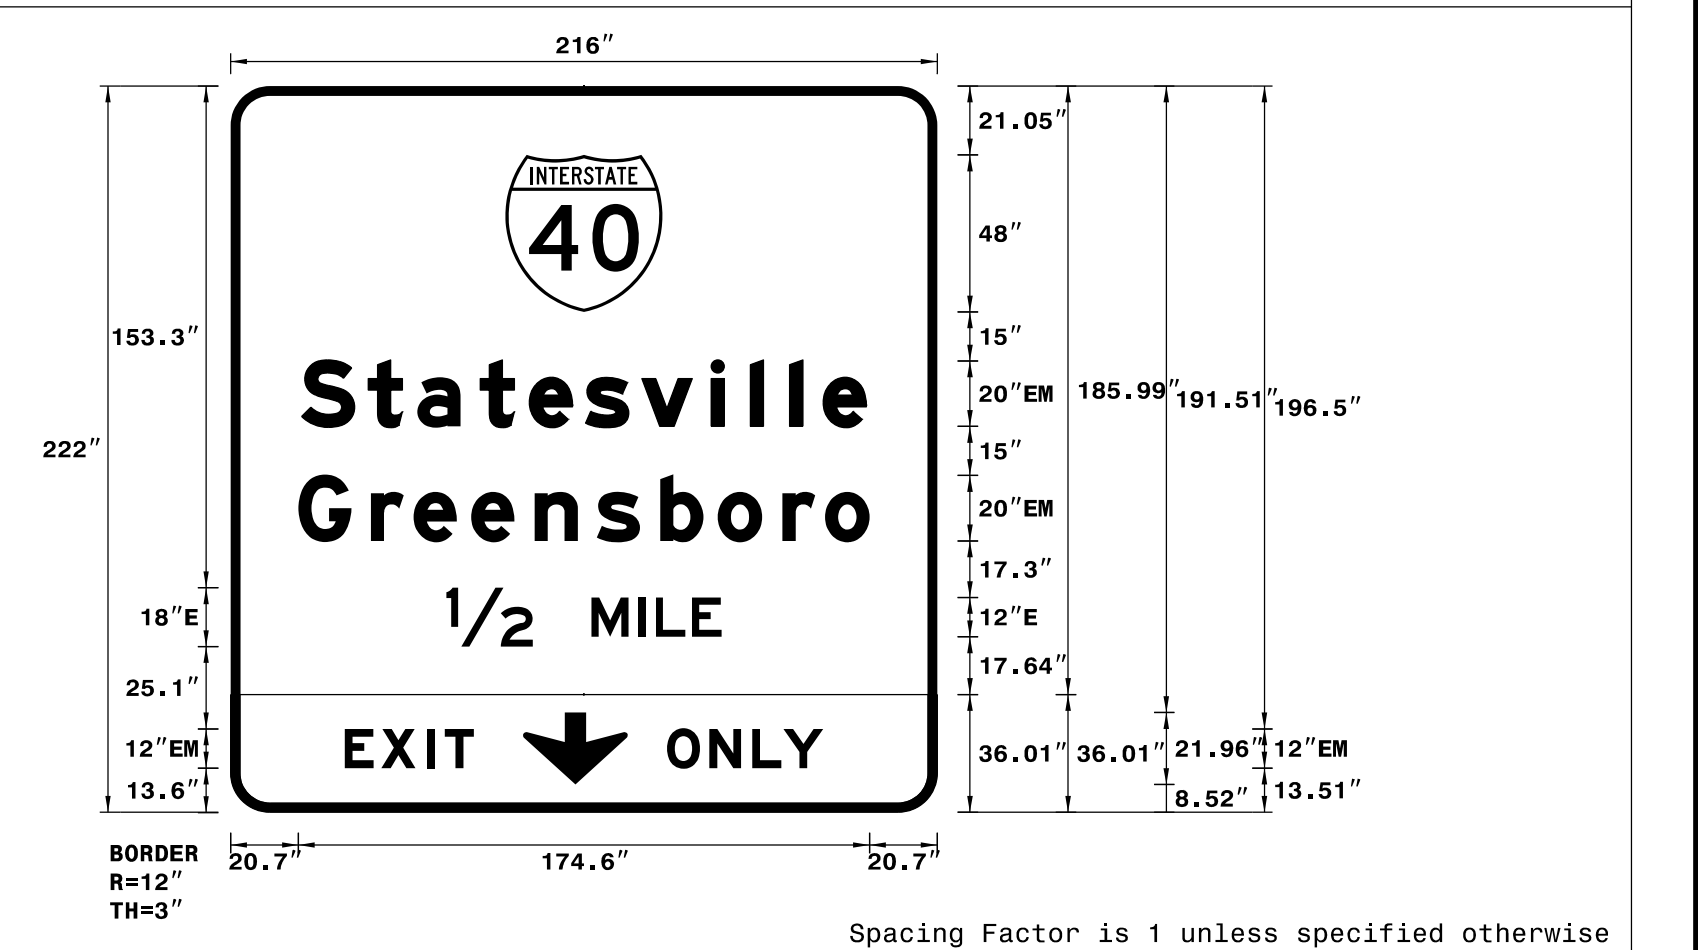 216″
21.05″
INTERSTATE
40
48″
153.3″
15″
Statesville
20″EM
185.99″
191.51″
196.5″
222″
15″
Greensboro
20″EM
17.3″
18″E
1/2 MILE
12″E
25.1″
17.64″
12″EM
EXIT ONLY
36.01″
36.01″
21.96″
12″EM
13.6″
8.52″
13.51″
20.7″
174.6″
20.7″
BORDER
R=12″
TH=3″
Spacing Factor is 1 unless specified otherwise